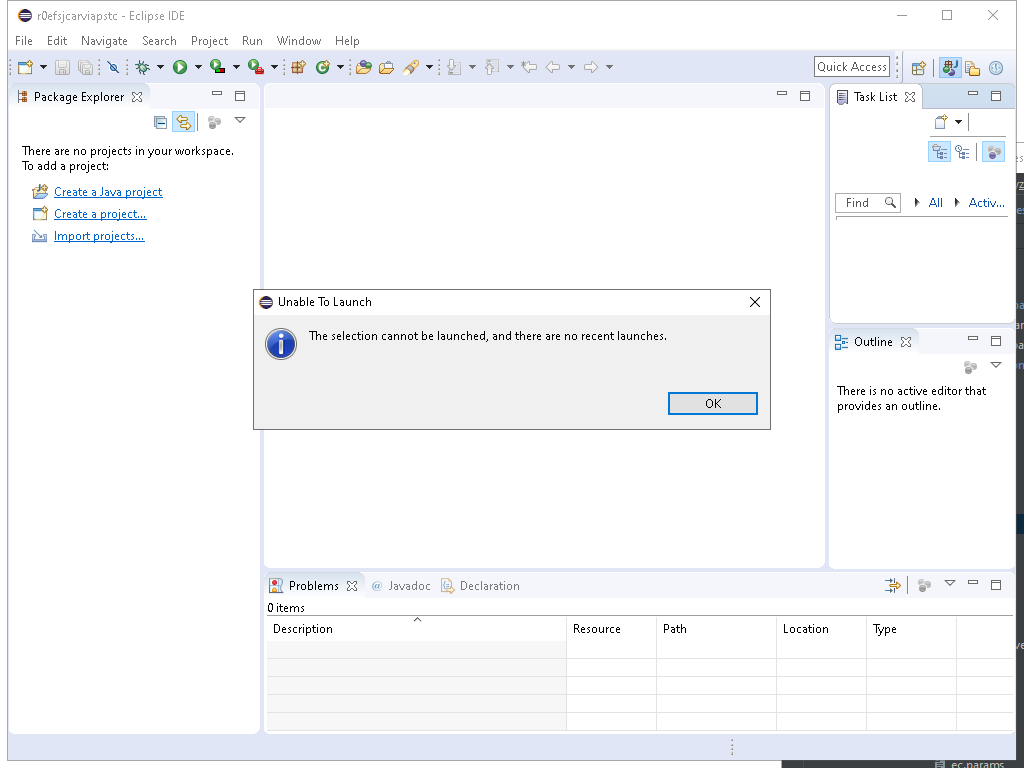 r0efsjcarviapstc - Eclipse IDE
File Edit Navigate Search Project Run Window Help
Quick Access
Package Explorer
Task List
There are no projects in your workspace.
To add a project:
Create a Java project
Create a project...
Import projects...
Find All Activ...
Unable To Launch
The selection cannot be launched, and there are no recent launches.
OK
Outline
There is no active editor that
provides an outline.
Problems @ Javadoc Declaration
0 items
Description Resource Path Location Type
ec.params